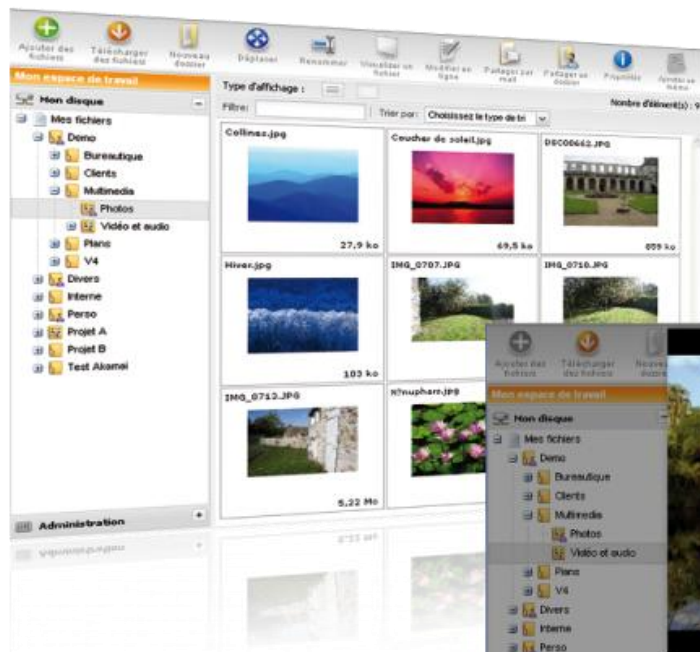 Ajouter des fichiers
Télécharger des fichiers
Nouveau dossier
Déplacer
Renommer
Visualiser un fichier
Modifier en ligne
Partager par mail
Partager un dossier
Propriété
Mon espace de travail
Type d'affichage :
Nombre d'élément(s) : 9
Mon disque
Filtre:
Trier par: Choisissez le type de tri
Mes fichiers
Demo
Bureautique
Clients
Multimedia
Photos
Vidéo et audio
Plans
V4
Divers
Interne
Perso
Projet A
Projet B
Test Akamai
Administration
Collines.jpg
27,9 ko
Coucher de soleil.jpg
69,5 ko
DSC00662.JPG
859 ko
Hiver.jpg
103 ko
IMG_0707.JPG
IMG_0710.JPG
IMG_0713.JPG
5,22 Mo
N?nuphars.jpg
Ajouter des fichiers
Télécharger des fichiers
Mon espace de travail
Mon disque
Mes fichiers
Demo
Bureautique
Clients
Multimedia
Photos
Vidéo et audio
Plans
V4
Divers
Interne
Perso